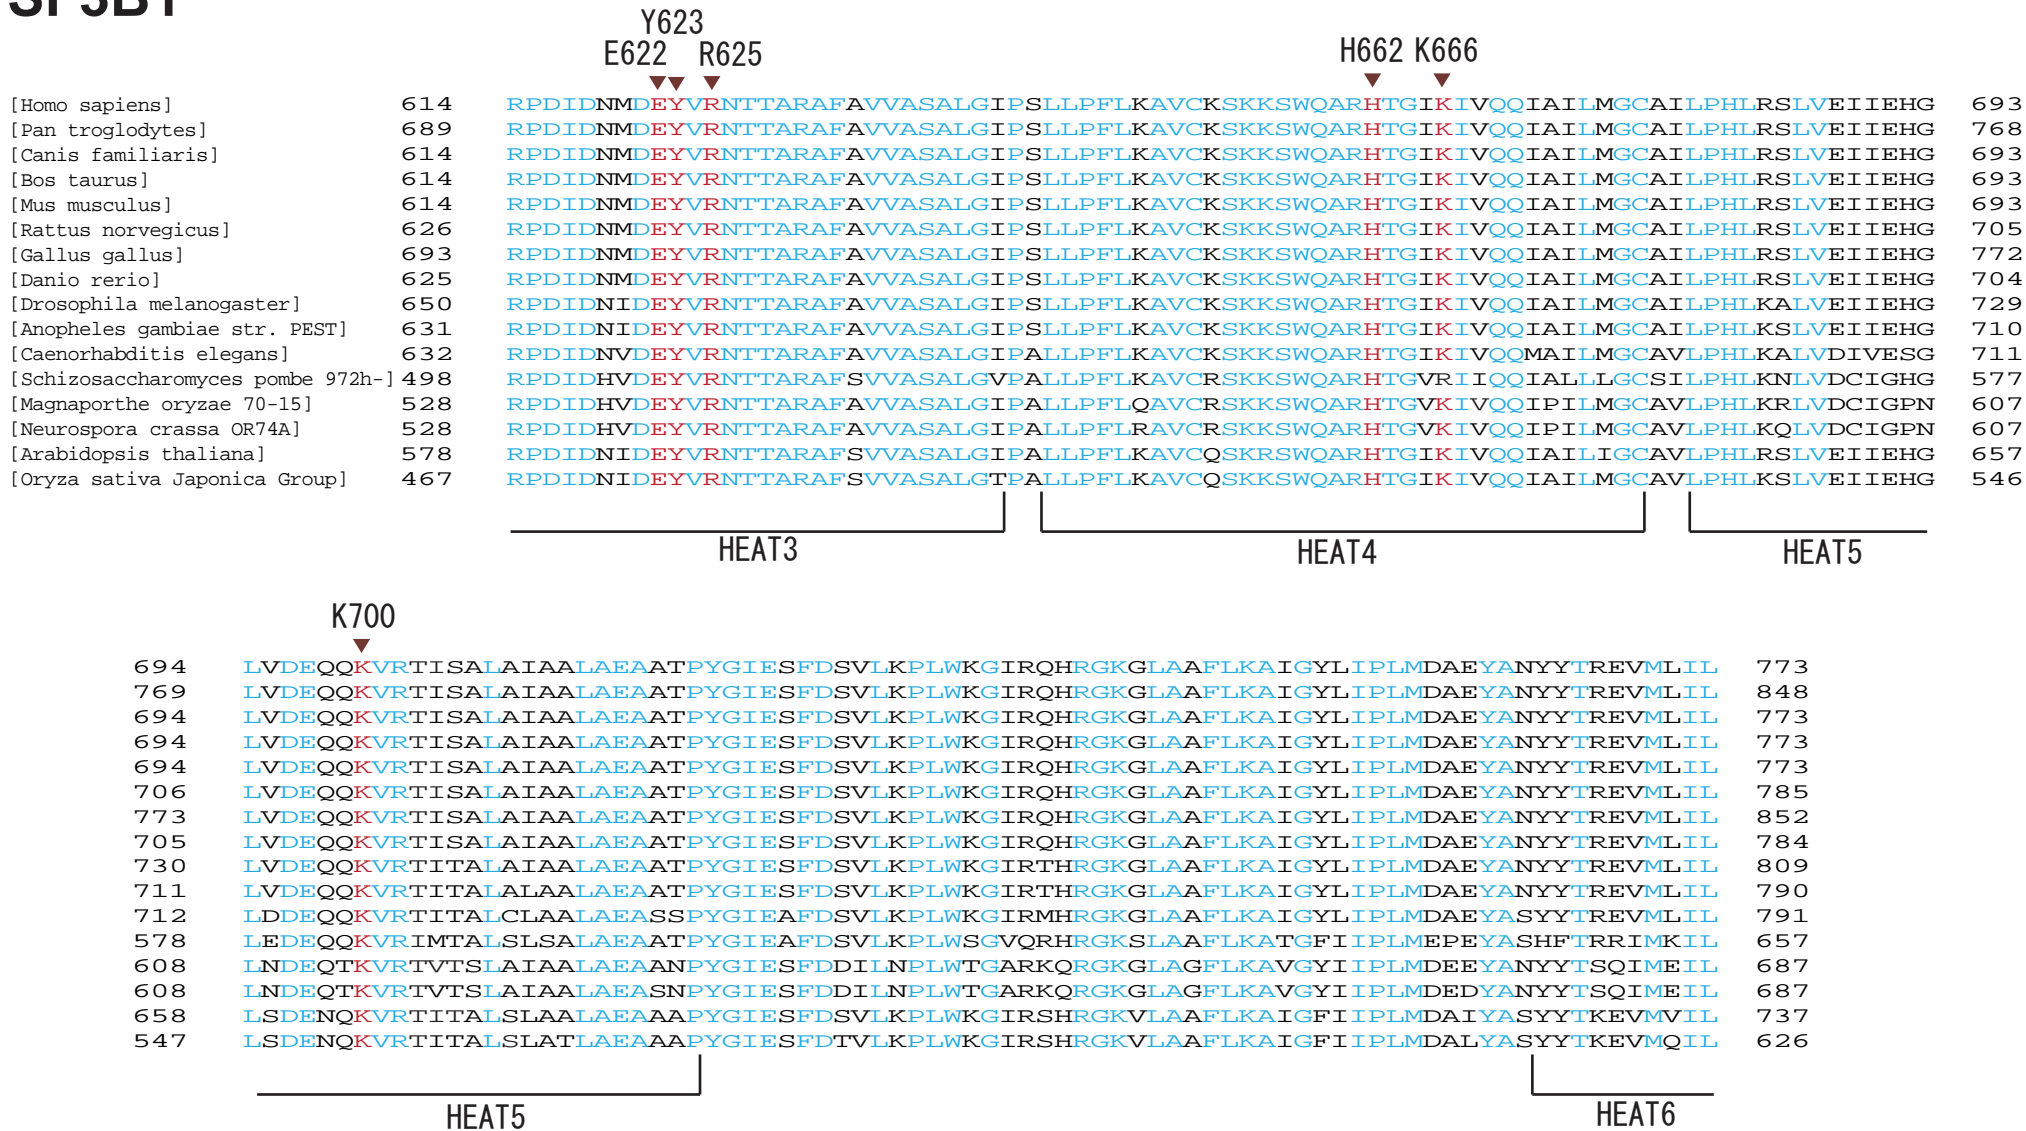 SF3B1
Y623
E622 R625 H662 K666
[Homo sapiens] 614 RPDIDNMDEYVRNTTARAFAVVASALGIPSLLPFLKAVCKSKKSWQARHTGIKIVQQIAILMGCAILPHLRSLVEIIEHG 693
[Pan troglodytes] 689 RPDIDNMDEYVRNTTARAFAVVASALGIPSLLPFLKAVCKSKKSWQARHTGIKIVQQIAILMGCAILPHLRSLVEIIEHG 768
[Canis familiaris] 614 RPDIDNMDEYVRNTTARAFAVVASALGIPSLLPFLKAVCKSKKSWQARHTGIKIVQQIAILMGCAILPHLRSLVEIIEHG 693
[Bos taurus] 614 RPDIDNMDEYVRNTTARAFAVVASALGIPSLLPFLKAVCKSKKSWQARHTGIKIVQQIAILMGCAILPHLRSLVEIIEHG 693
[Mus musculus] 614 RPDIDNMDEYVRNTTARAFAVVASALGIPSLLPFLKAVCKSKKSWQARHTGIKIVQQIAILMGCAILPHLRSLVEIIEHG 693
[Rattus norvegicus] 626 RPDIDNMDEYVRNTTARAFAVVASALGIPSLLPFLKAVCKSKKSWQARHTGIKIVQQIAILMGCAILPHLRSLVEIIEHG 705
[Gallus gallus] 693 RPDIDNMDEYVRNTTARAFAVVASALGIPSLLPFLKAVCKSKKSWQARHTGIKIVQQIAILMGCAILPHLRSLVEIIEHG 772
[Danio rerio] 625 RPDIDNMDEYVRNTTARAFAVVASALGIPSLLPFLKAVCKSKKSWQARHTGIKIVQQIAILMGCAILPHLRSLVEIIEHG 704
[Drosophila melanogaster] 650 RPDIDNIDEYVRNTTARAFAVVASALGIPSLLPFLKAVCKSKKSWQARHTGIKIVQQIAILMGCAILPHLKALVEIIEHG 729
[Anopheles gambiae str. PEST] 631 RPDIDNIDEYVRNTTARAFAVVASALGIPSLLPFLKAVCKSKKSWQARHTGIKIVQQIAILMGCAILPHLKSLVEIIEHG 710
[Caenorhabditis elegans] 632 RPDIDNVDEYVRNTTARAFAVVASALGIPALLPFLKAVCKSKKSWQARHTGIKIVQQMAILMGCAVLPHLKALVDIVESG 711
[Schizosaccharomyces pombe 972h-] 498 RPDIDHVDEYVRNTTARAFSVVASALGVPALLPFLKAVCRSKKSWQARHTGVRIIQQIALLLGCSILPHLKNLVDCIGHG 577
[Magnaporthe oryzae 70-15] 528 RPDIDHVDEYVRNTTARAFAVVASALGIPALLPFLQAVCRSKKSWQARHTGVKIVQQIPILMGCAVLPHLKRLVDCIGPN 607
[Neurospora crassa OR74A] 528 RPDIDHVDEYVRNTTARAFAVVASALGIPALLPFLRAVCRSKKSWQARHTGVKIVQQIPILMGCAVLPHLKQLVDCIGPN 607
[Arabidopsis thaliana] 578 RPDIDNIDEYVRNTTARAFSVVASALGIPALLPFLKAVCQSKRSWQARHTGIKIVQQIAILIGCAVLPHLRSLVEIIEHG 657
[Oryza sativa Japonica Group] 467 RPDIDNIDEYVRNTTARAFSVVASALGTPALLPFLKAVCQSKKSWQARHTGIKIVQQIAILMGCAVLPHLKSLVEIIEHG 546
HEAT3 HEAT4 HEAT5
K700
694 LVDEQQKVRTISALAIAALAEAATPYGIESFDSVLKPLWKGIRQHRGKGLAAFLKAIGYLIPLMDAEYANYYTREVMLIL 773
769 LVDEQQKVRTISALAIAALAEAATPYGIESFDSVLKPLWKGIRQHRGKGLAAFLKAIGYLIPLMDAEYANYYTREVMLIL 848
694 LVDEQQKVRTISALAIAALAEAATPYGIESFDSVLKPLWKGIRQHRGKGLAAFLKAIGYLIPLMDAEYANYYTREVMLIL 773
694 LVDEQQKVRTISALAIAALAEAATPYGIESFDSVLKPLWKGIRQHRGKGLAAFLKAIGYLIPLMDAEYANYYTREVMLIL 773
694 LVDEQQKVRTISALAIAALAEAATPYGIESFDSVLKPLWKGIRQHRGKGLAAFLKAIGYLIPLMDAEYANYYTREVMLIL 773
706 LVDEQQKVRTISALAIAALAEAATPYGIESFDSVLKPLWKGIRQHRGKGLAAFLKAIGYLIPLMDAEYANYYTREVMLIL 785
773 LVDEQQKVRTISALAIAALAEAATPYGIESFDSVLKPLWKGIRQHRGKGLAAFLKAIGYLIPLMDAEYANYYTREVMLIL 852
705 LVDEQQKVRTISALAIAALAEAATPYGIESFDSVLKPLWKGIRQHRGKGLAAFLKAIGYLIPLMDAEYANYYTREVMLIL 784
730 LVDEQQKVRTITALAIAALAEAATPYGIESFDSVLKPLWKGIRTHRGKGLAAFLKAIGYLIPLMDAEYANYYTREVMLIL 809
711 LVDEQQKVRTITALALAALAEAATPYGIESFDSVLKPLWKGIRTHRGKGLAAFLKAIGYLIPLMDAEYANYYTREVMLIL 790
712 LDDEQQKVRTITALCLAALAEASSPYGIEAFDSVLKPLWKGIRMHRGKGLAAFLKAIGYLIPLMDAEYASYYTREVMLIL 791
578 LEDEQQKVRIMTALSLSALAEAATPYGIEAFDSVLKPLWSGVQRHRGKSLAAFLKATGFIIPLMEPEYASHFTRRIMKIL 657
608 LNDEQTKVRTVTSLAIAALAEAANPYGIESFDDILNPLWTGARKQRGKGLAGFLKAVGYIIPLMDEEYANYYTSQIMEIL 687
608 LNDEQTKVRTVTSLAIAALAEASNPYGIESFDDILNPLWTGARKQRGKGLAGFLKAVGYIIPLMDEDYANYYTSQIMEIL 687
658 LSDENQKVRTITALSLAALAEAAAPYGIESFDSVLKPLWKGIRSHRGKVLAAFLKAIGFIIPLMDAIYASYYTKEVMVIL 737
547 LSDENQKVRTITALSLATLAEAAAPYGIESFDTVLKPLWKGIRSHRGKVLAAFLKAIGFIIPLMDALYASYYTKEVMQIL 626
HEAT5 HEAT6